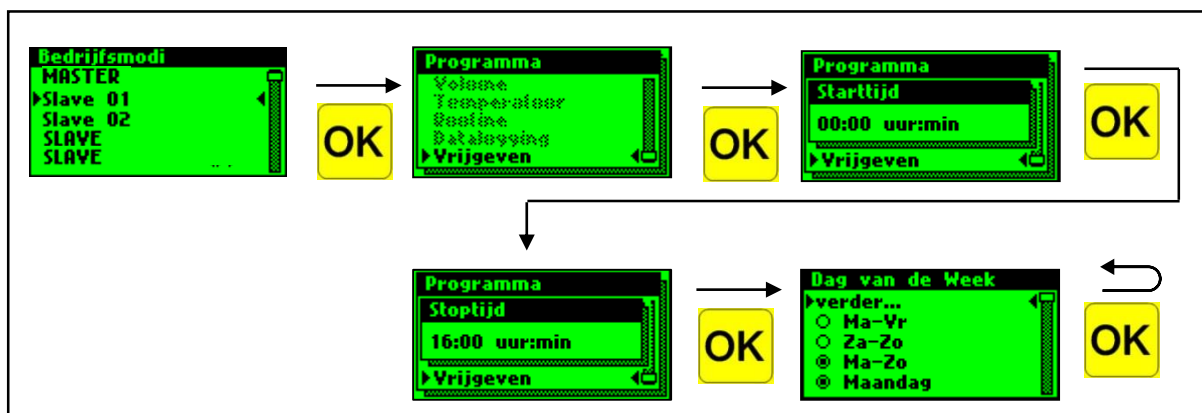 Bedrijfsmodi
MASTER
Slave 01
Slave 02
SLAVE
SLAVE
OK
Programma
Volume
Temperatuur
Routine
Datalogging
Vrijgeven
OK
Programma
Starttijd
00:00 uur:min
Vrijgeven
OK
Programma
Stoptijd
16:00 uur:min
Vrijgeven
OK
Dag van de Week
verder...
Ma-Vr
Za-Zo
Ma-Zo
Maandag
OK